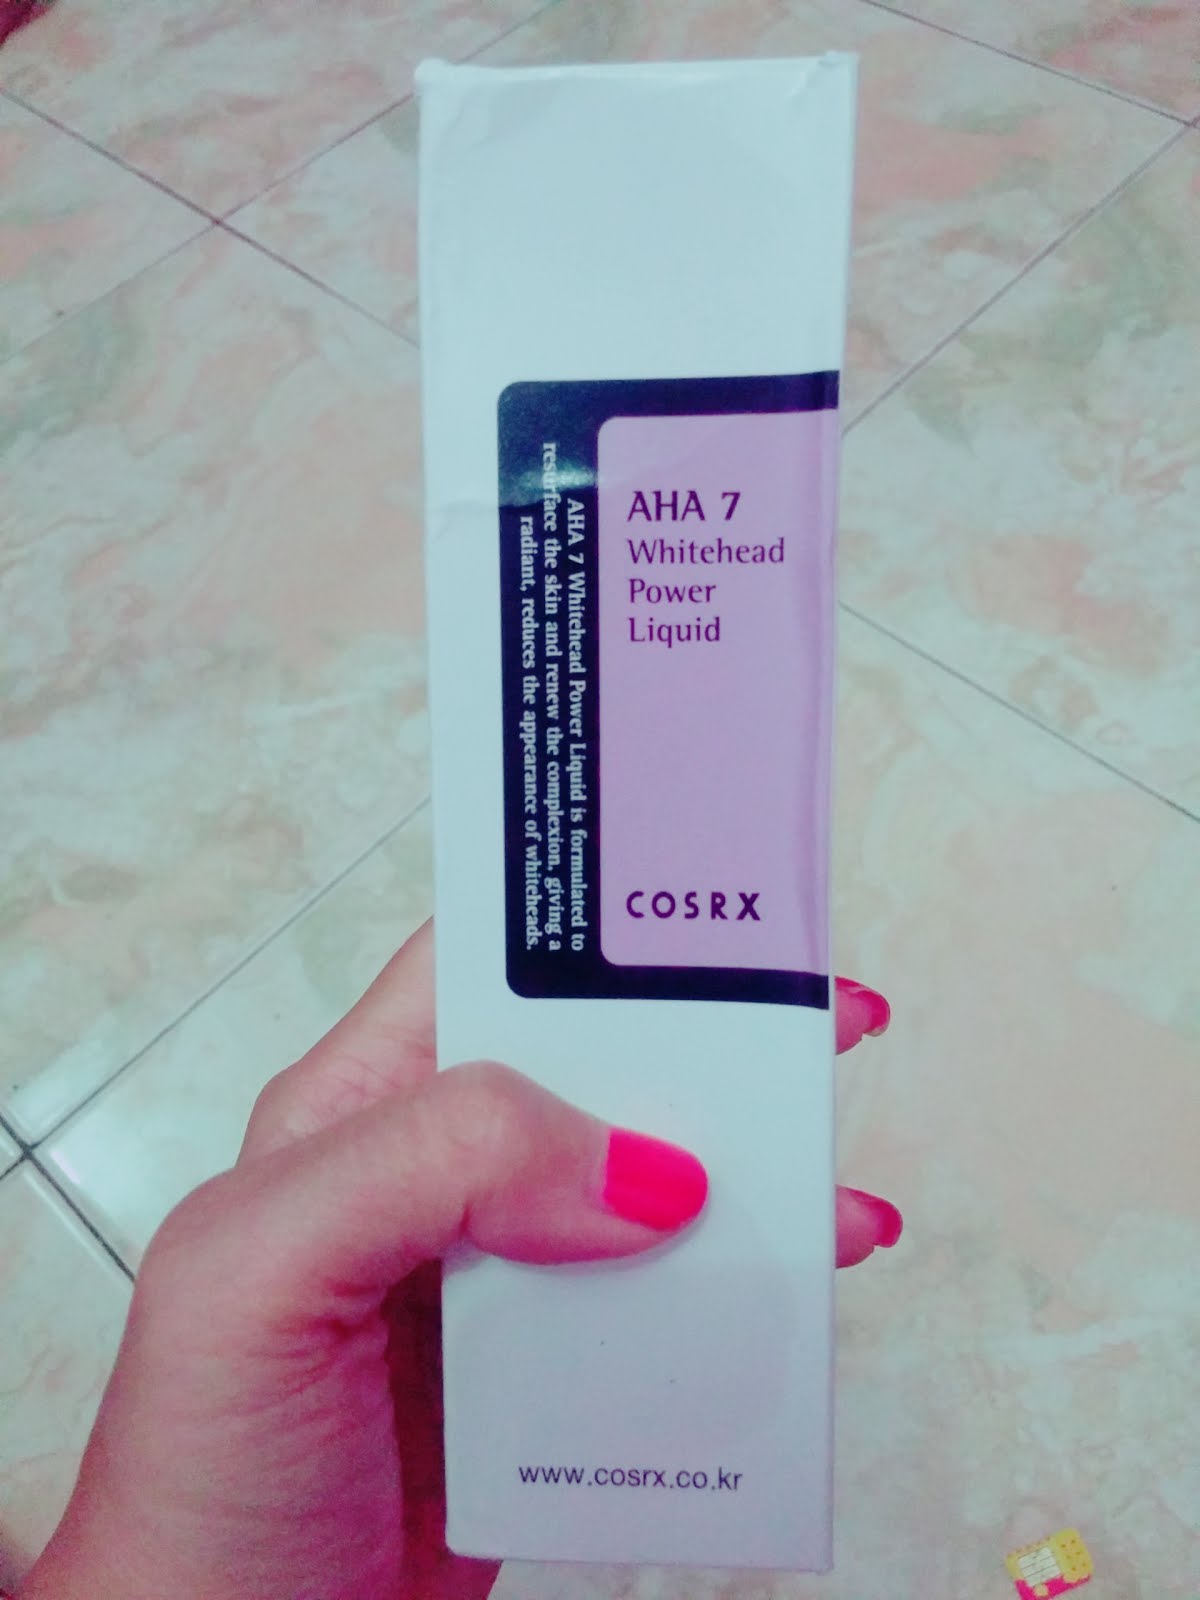 AHA 7
Whitehead
Power
Liquid
COSRX
AHA 7 Whitehead Power Liquid is formulated to
resurface the skin and renew the complexion, giving a
radiant, reduces the appearance of whiteheads.
www.cosrx.co.kr